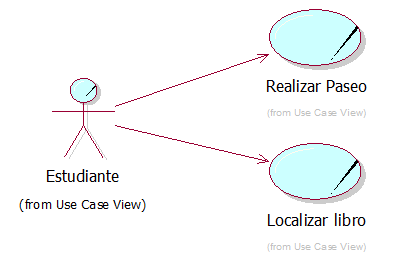 Realizar Paseo
(from Use Case View)
Estudiante
(from Use Case View)
Localizar libro
(from Use Case View)